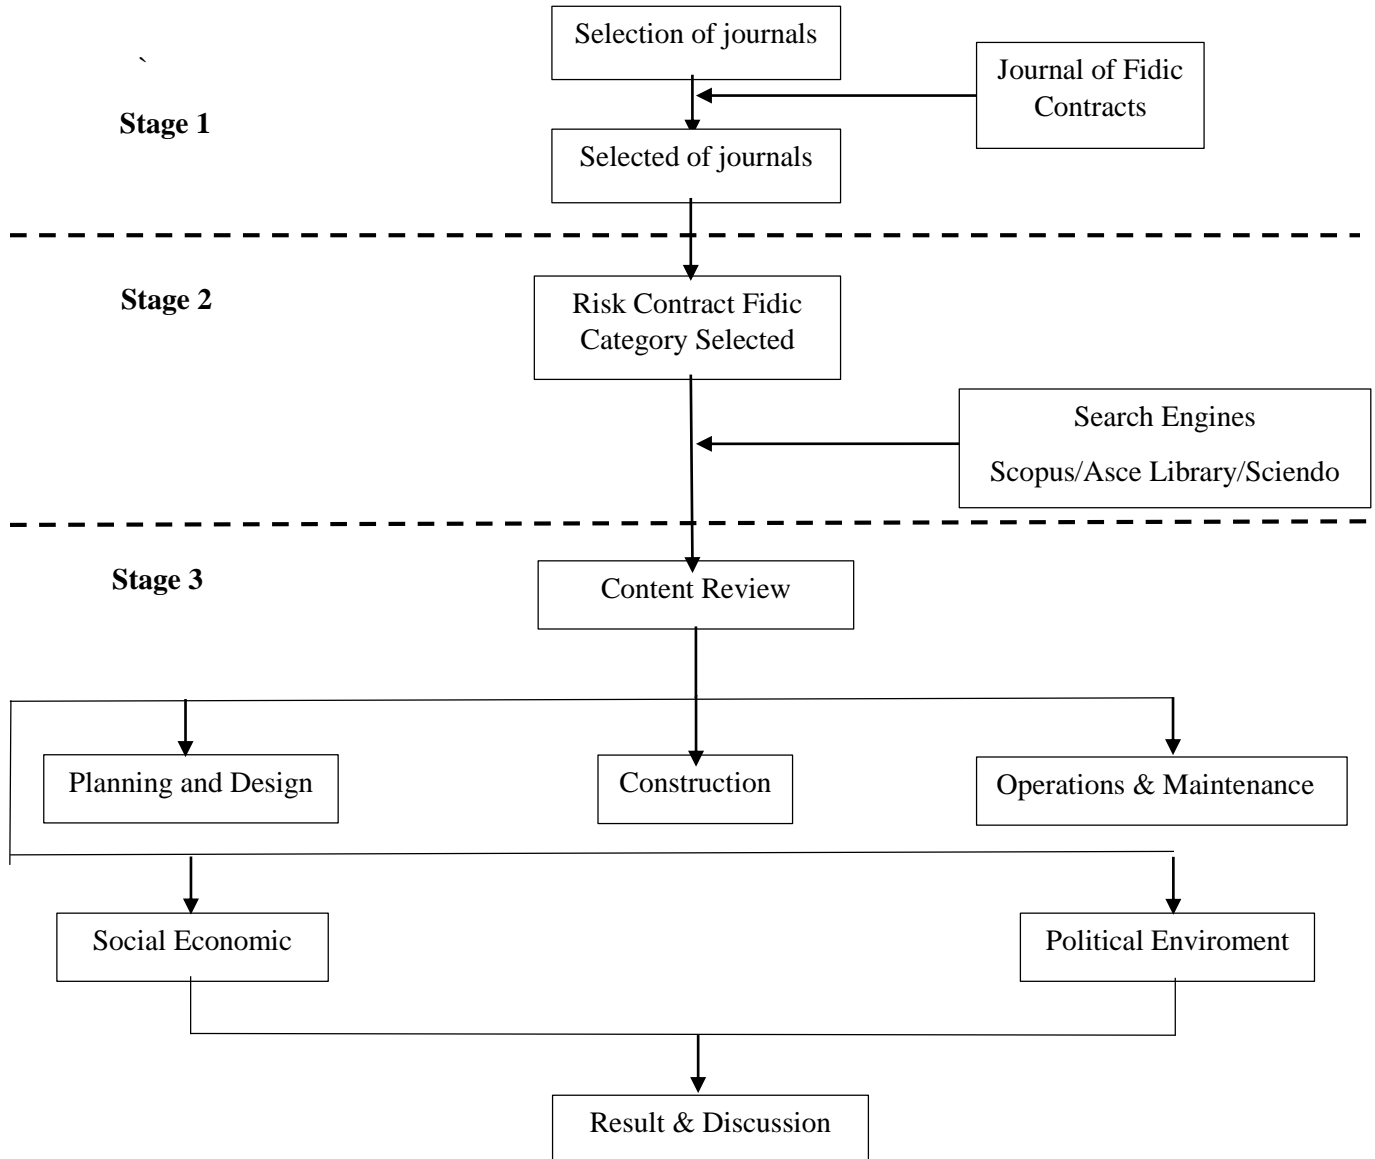 Selection of journals
`
Journal of Fidic
Contracts
Stage 1
Selected of journals
Stage 2
Risk Contract Fidic
Category Selected
Search Engines
Scopus/Asce Library/Sciendo
Stage 3
Content Review
Planning and Design
Construction
Operations & Maintenance
Social Economic
Political Enviroment
Result & Discussion